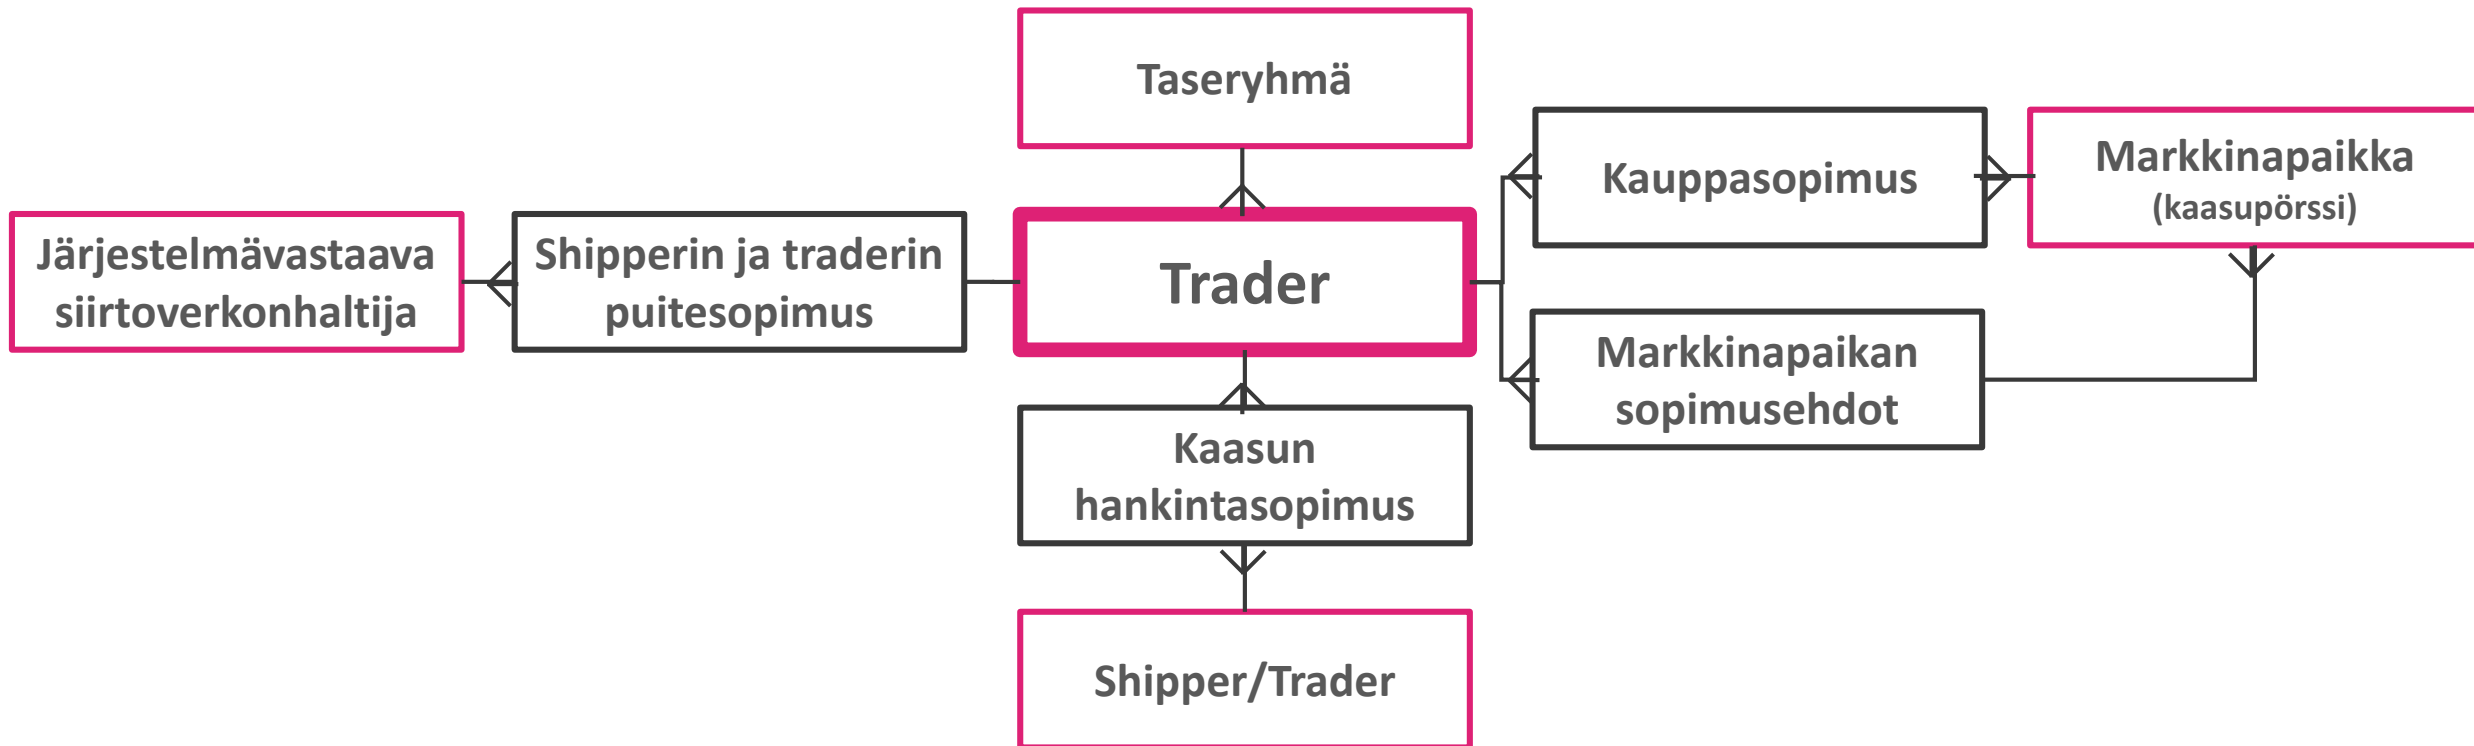 Taseryhmä
Kauppasopimus
Markkinapaikka
(kaasupörssi)
Järjestelmävastaava
siirtoverkonhaltija
Shipperin ja traderin
puitesopimus
Trader
Markkinapaikan
sopimusehdot
Kaasun
hankintasopimus
Shipper/Trader